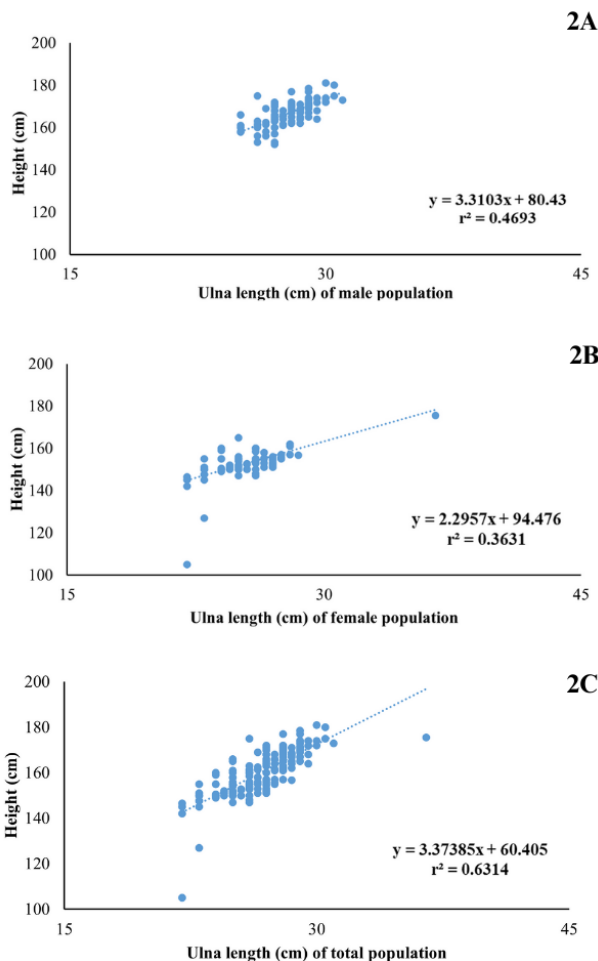 2A
200
180
160
140
120
100
Height (cm)
y = 3.3103x + 80.43
r² = 0.4693
15
30
45
Ulna length (cm) of male population
2B
200
180
160
140
120
100
Height (cm)
y = 2.2957x + 94.476
r² = 0.3631
15
30
45
Ulna length (cm) of female population
2C
200
180
160
140
120
100
Height (cm)
y = 3.37385x + 60.405
r² = 0.6314
15
30
45
Ulna length (cm) of total population